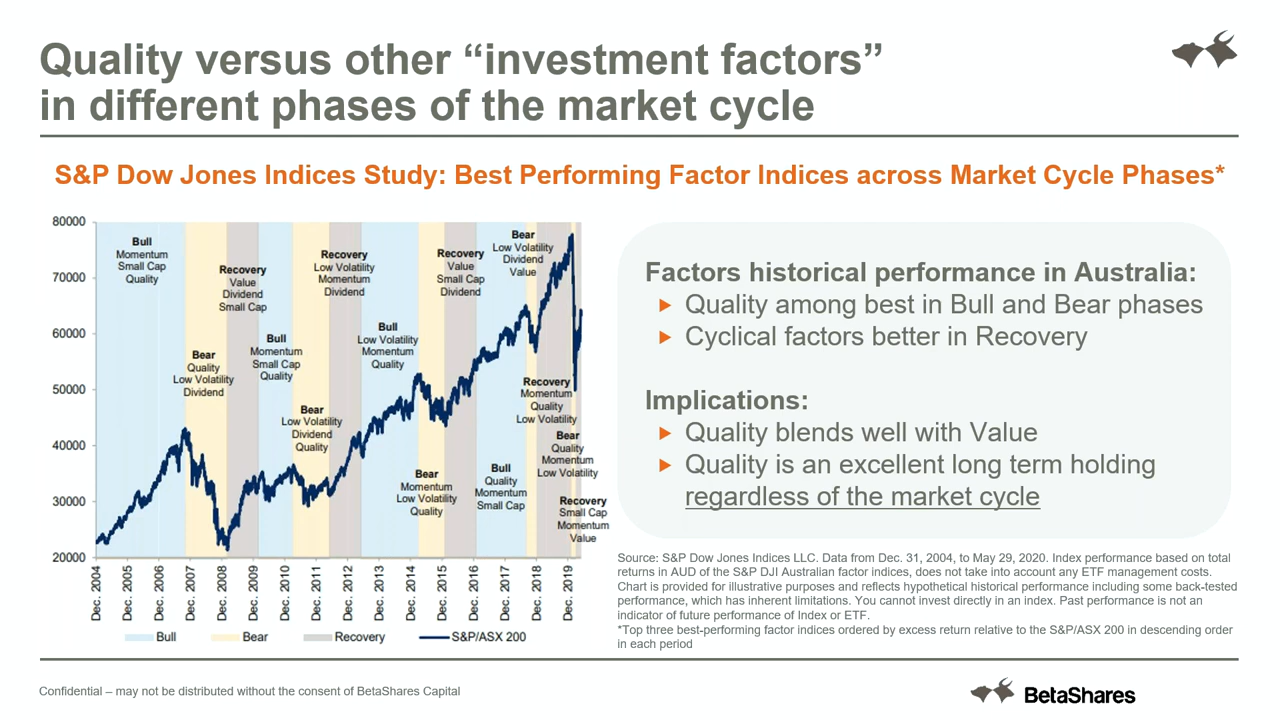 Quality versus other “investment factors”
in different phases of the market cycle
S&P Dow Jones Indices Study: Best Performing Factor Indices across Market Cycle Phases*
80000
70000
60000
50000
40000
30000
20000
Bull
Momentum
Small Cap
Quality
Bear
Quality
Low Volatility
Dividend
Recovery
Value
Dividend
Small Cap
Bull
Momentum
Small Cap
Quality
Bear
Low Volatility
Dividend
Quality
Recovery
Low Volatility
Momentum
Dividend
Bull
Low Volatility
Momentum
Quality
Bear
Momentum
Low Volatility
Quality
Recovery
Value
Small Cap
Dividend
Bull
Quality
Momentum
Small Cap
Bear
Low Volatility
Dividend
Value
Recovery
Momentum
Quality
Low Volatility
Bear
Quality
Momentum
Low Volatility
Recovery
Small Cap
Momentum
Value
Dec. 2004
Dec. 2005
Dec. 2006
Dec. 2007
Dec. 2008
Dec. 2009
Dec. 2010
Dec. 2011
Dec. 2012
Dec. 2013
Dec. 2014
Dec. 2015
Dec. 2016
Dec. 2017
Dec. 2018
Dec. 2019
Bull
Bear
Recovery
S&P/ASX 200
Factors historical performance in Australia:
Quality among best in Bull and Bear phases
Cyclical factors better in Recovery
Implications:
Quality blends well with Value
Quality is an excellent long term holding
regardless of the market cycle
Source: S&P Dow Jones Indices LLC. Data from Dec. 31, 2004, to May 29, 2020. Index performance based on total
returns in AUD of the S&P DJI Australian factor indices, does not take into account any ETF management costs.
Chart is provided for illustrative purposes and reflects hypothetical historical performance including some back-tested
performance, which has inherent limitations. You cannot invest directly in an index. Past performance is not an
indicator of future performance of Index or ETF.
*Top three best-performing factor indices ordered by excess return relative to the S&P/ASX 200 in descending order
in each period
Confidential – may not be distributed without the consent of BetaShares Capital
BetaShares